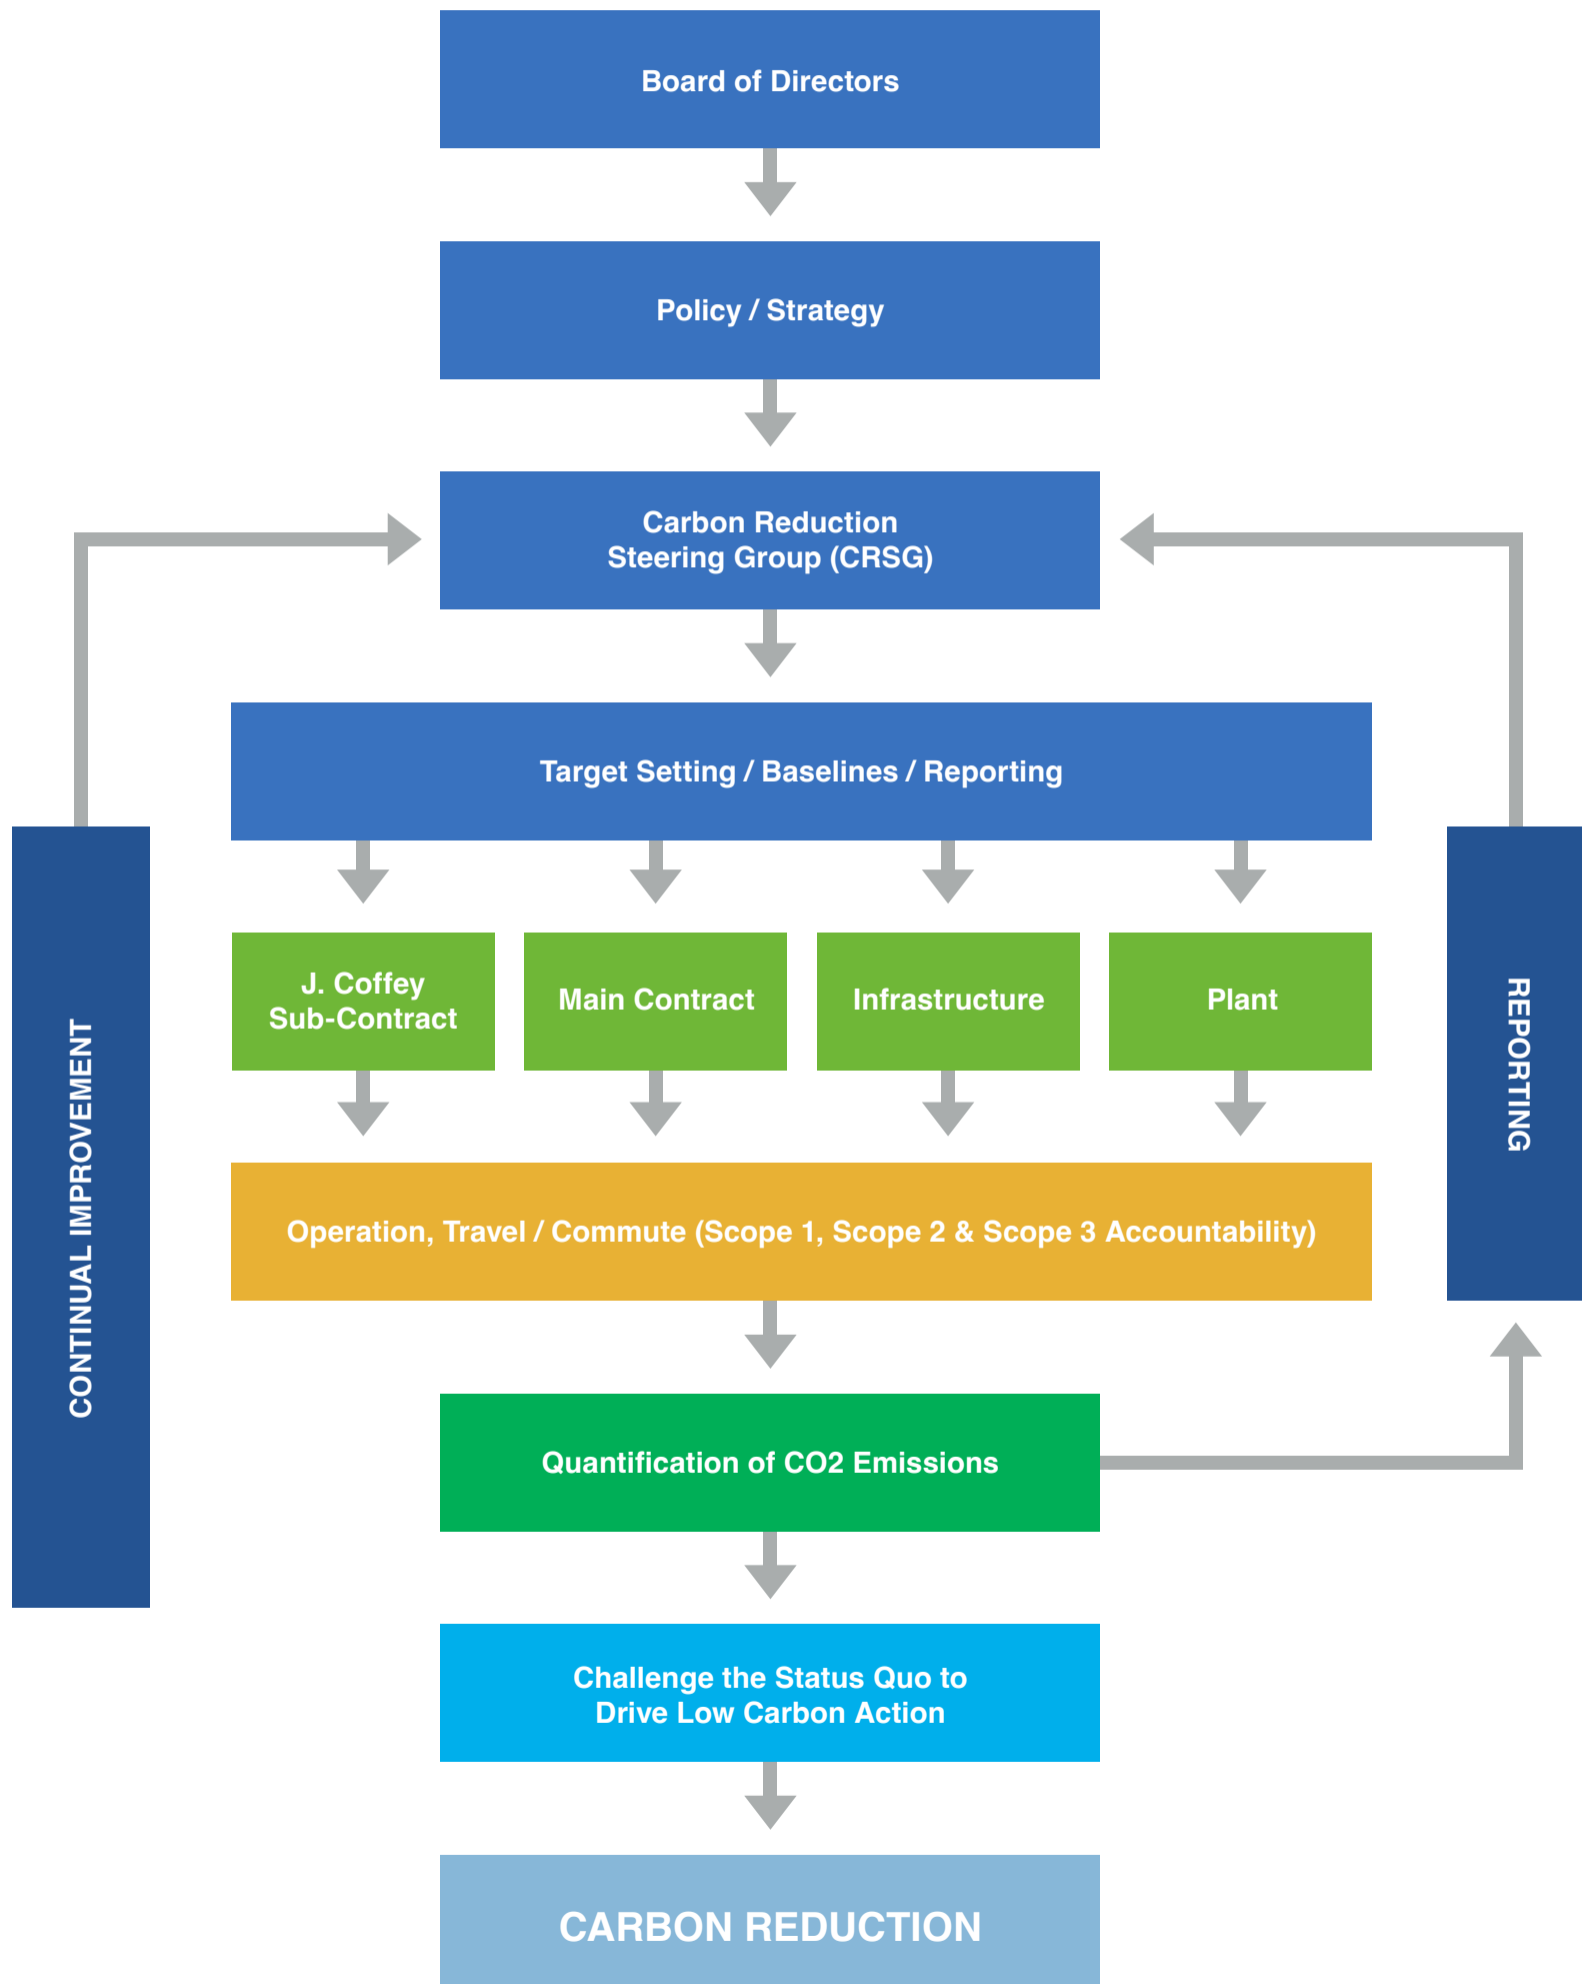 Board of Directors
Policy / Strategy
Carbon Reduction
Steering Group (CRSG)
Target Setting / Baselines / Reporting
J. Coffey
Sub-Contract
Main Contract
Infrastructure
Plant
CONTINUAL IMPROVEMENT
REPORTING
Operation, Travel / Commute (Scope 1, Scope 2 & Scope 3 Accountability)
Quantification of CO2 Emissions
Challenge the Status Quo to
Drive Low Carbon Action
CARBON REDUCTION